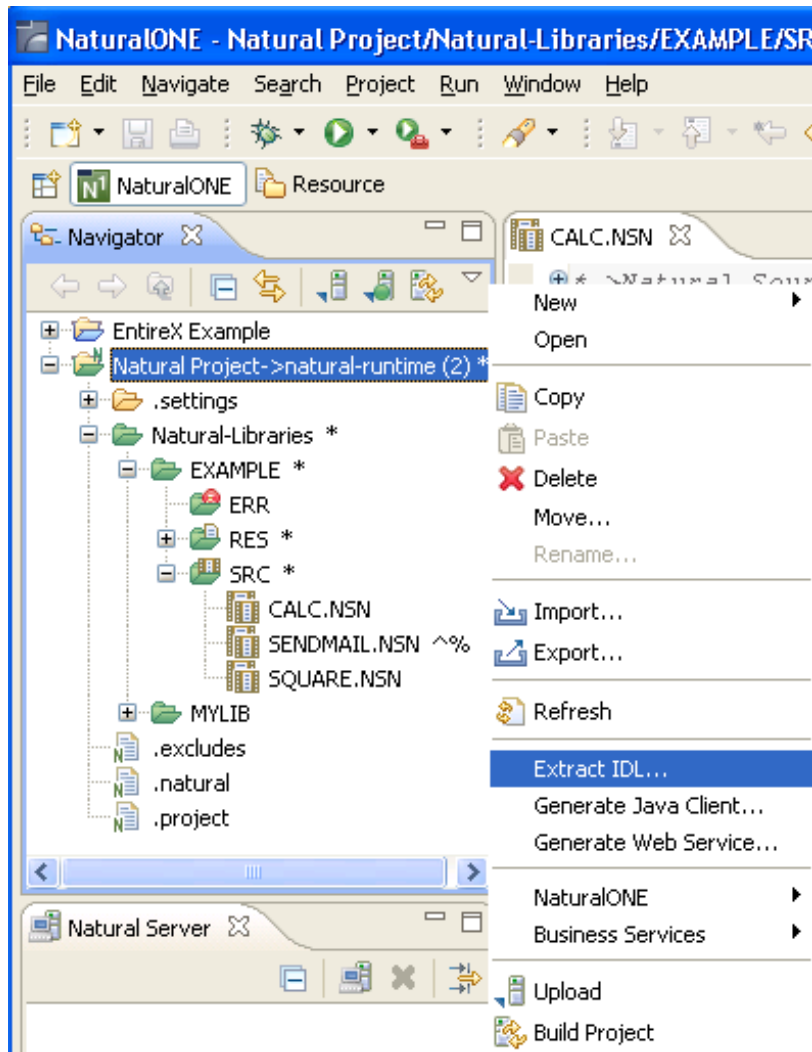 NaturalONE - Natural Project/Natural-Libraries/EXAMPLE/SR
File Edit Navigate Search Project Run Window Help
N1 NaturalONE Resource
Navigator
CALC.NSN
* >Natural Sour
EntireX Example
Natural Project->natural-runtime (2) *
.settings
Natural-Libraries *
EXAMPLE *
ERR
RES *
SRC *
CALC.NSN
SENDMAIL.NSN ^%
SQUARE.NSN
MYLIB
.excludes
.natural
.project
New
Open
Copy
Paste
Delete
Move...
Rename...
Import...
Export...
Refresh
Extract IDL...
Generate Java Client...
Generate Web Service...
NaturalONE
Business Services
Upload
Build Project
Natural Server